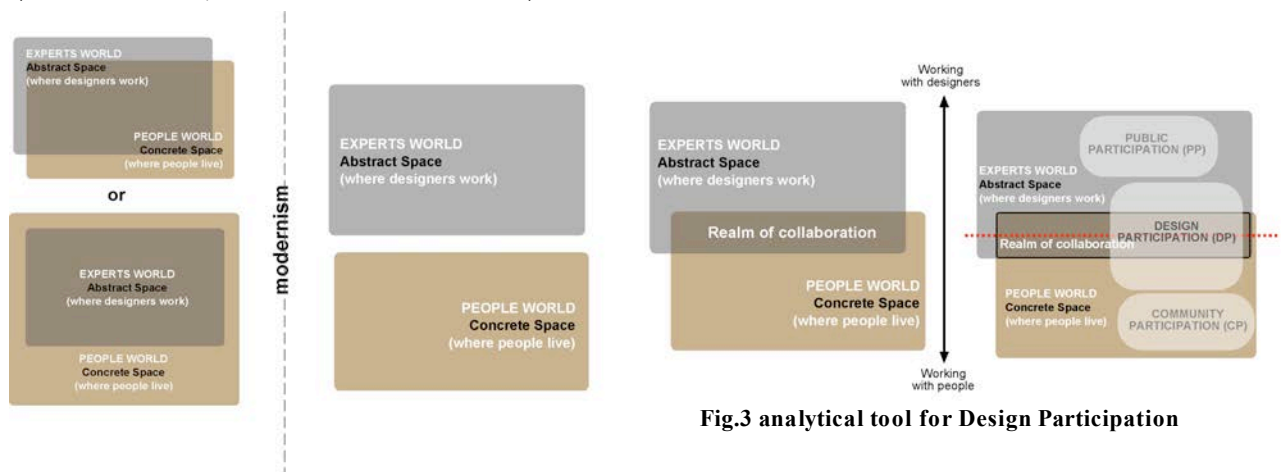 EXPERTS WORLD
Abstract Space
(where designers work)
PEOPLE WORLD
Concrete Space
(where people live)
or
EXPERTS WORLD
Abstract Space
(where designers work)
PEOPLE WORLD
Concrete Space
(where people live)
modernism
EXPERTS WORLD
Abstract Space
(where designers work)
PEOPLE WORLD
Concrete Space
(where people live)
EXPERTS WORLD
Abstract Space
(where designers work)
Realm of collaboration
PEOPLE WORLD
Concrete Space
(where people live)
Working
with designers
Working
with people
PUBLIC
PARTICIPATION (PP)
EXPERTS WORLD
Abstract Space
(where designers work)
DESIGN
PARTICIPATION (DP)
Realm of collaboration
PEOPLE WORLD
Concrete Space
(where people live)
COMMUNITY
PARTICIPATION (CP)
Fig.3 analytical tool for Design Participation